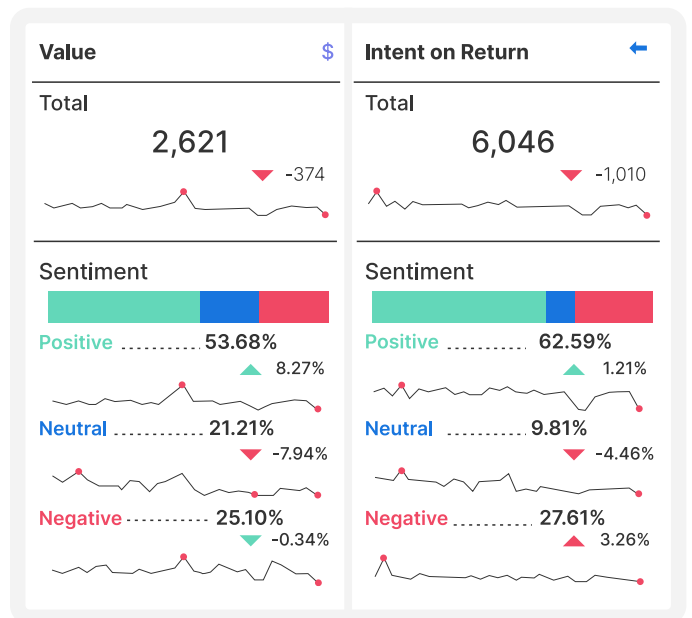 Value $
Total
2,621
-374
Sentiment
Positive ........... 53.68%
8.27%
Neutral ............ 21.21%
-7.94%
Negative ............ 25.10%
-0.34%
Intent on Return
Total
6,046
-1,010
Sentiment
Positive ........... 62.59%
1.21%
Neutral ........... 9.81%
-4.46%
Negative ........... 27.61%
3.26%